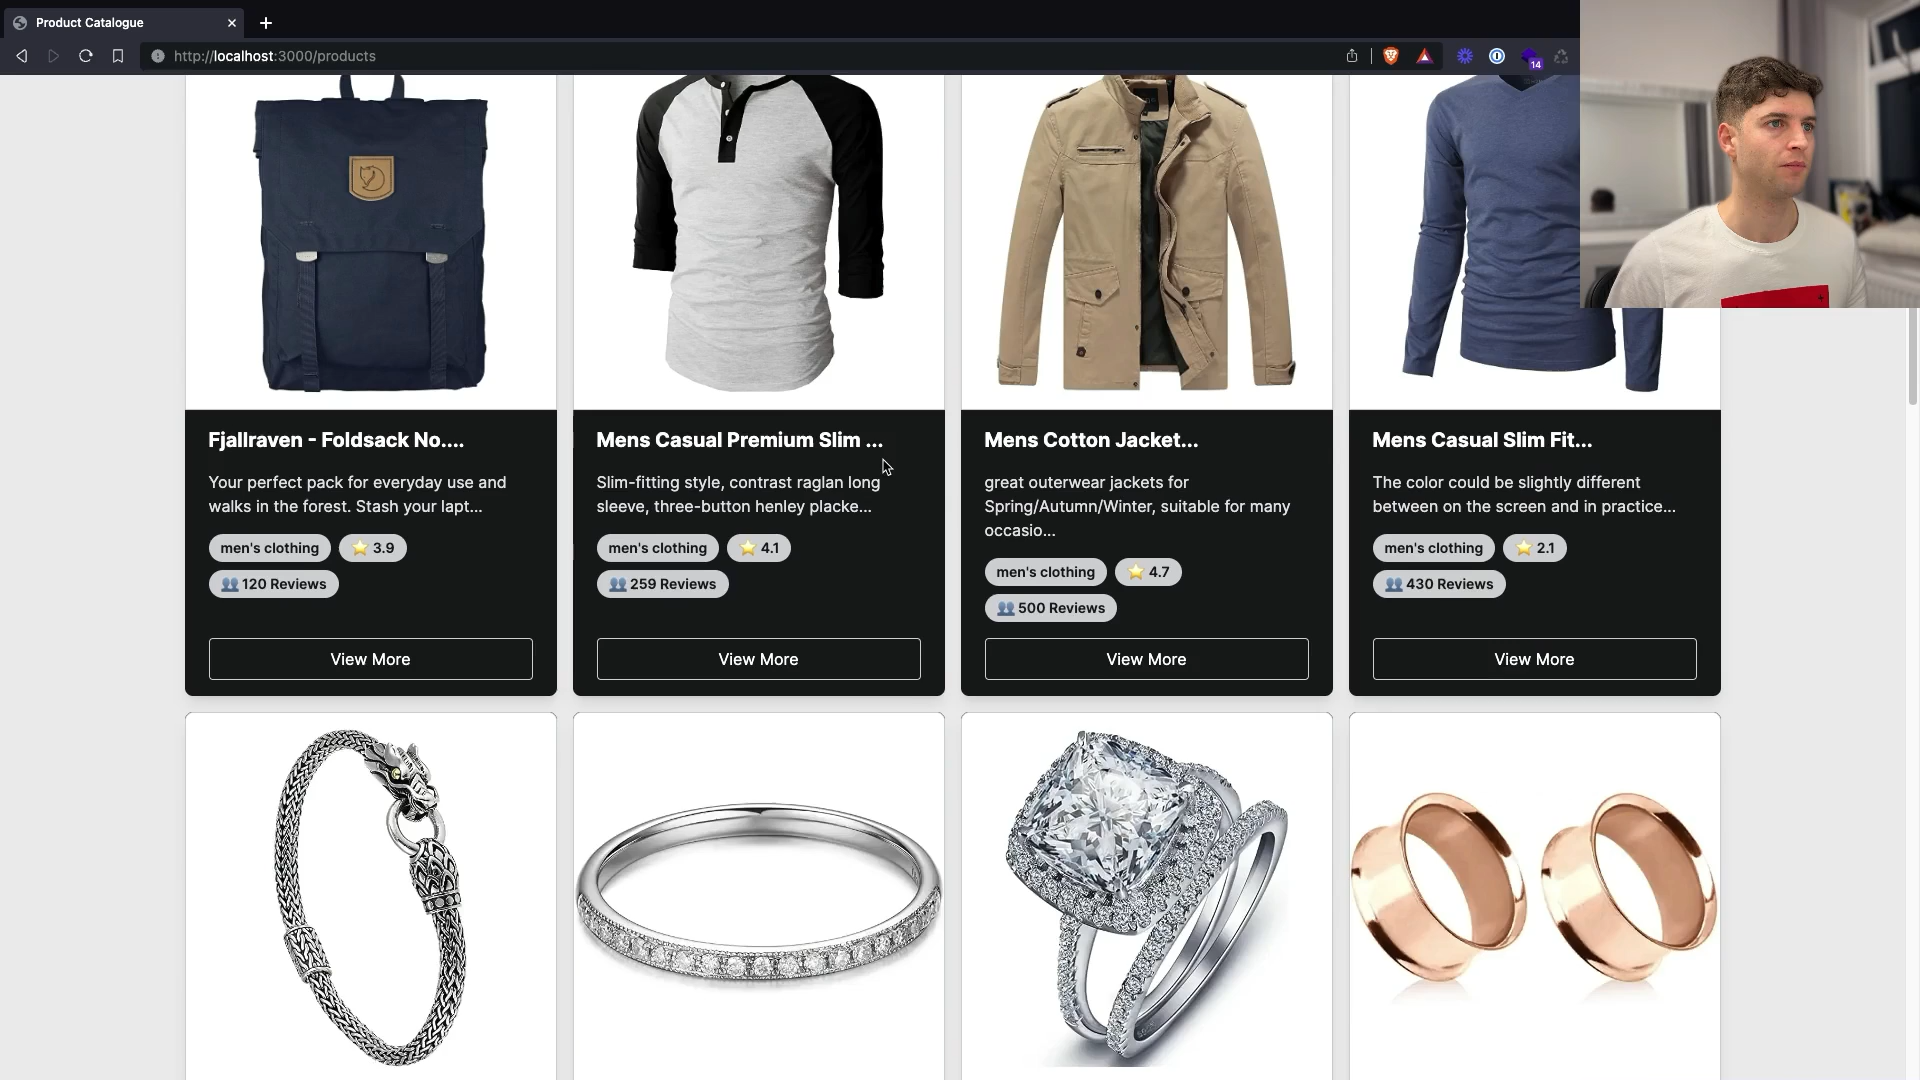 Product Catalogue
http://localhost:3000/products
14
Fjallraven - Foldsack No....
Your perfect pack for everyday use and
walks in the forest. Stash your lapt...
men's clothing
3.9
120 Reviews
View More
Mens Casual Premium Slim ...
Slim-fitting style, contrast raglan long
sleeve, three-button henley placke...
men's clothing
4.1
259 Reviews
View More
Mens Cotton Jacket...
great outerwear jackets for
Spring/Autumn/Winter, suitable for many
occasio...
men's clothing
4.7
500 Reviews
View More
Mens Casual Slim Fit...
The color could be slightly different
between on the screen and in practice...
men's clothing
2.1
430 Reviews
View More